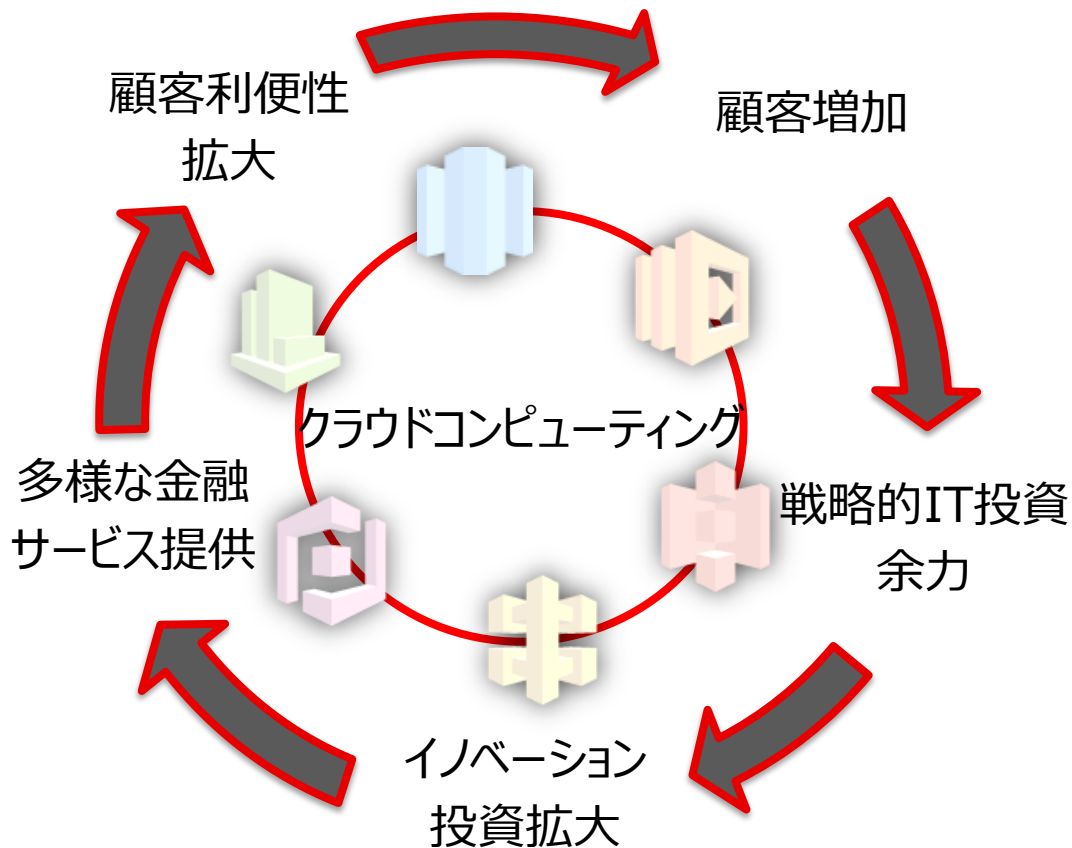 顧客利便性
拡大
顧客増加
クラウドコンピューティング
多様な金融
サービス提供
戦略的IT投資
余力
イノベーション
投資拡大